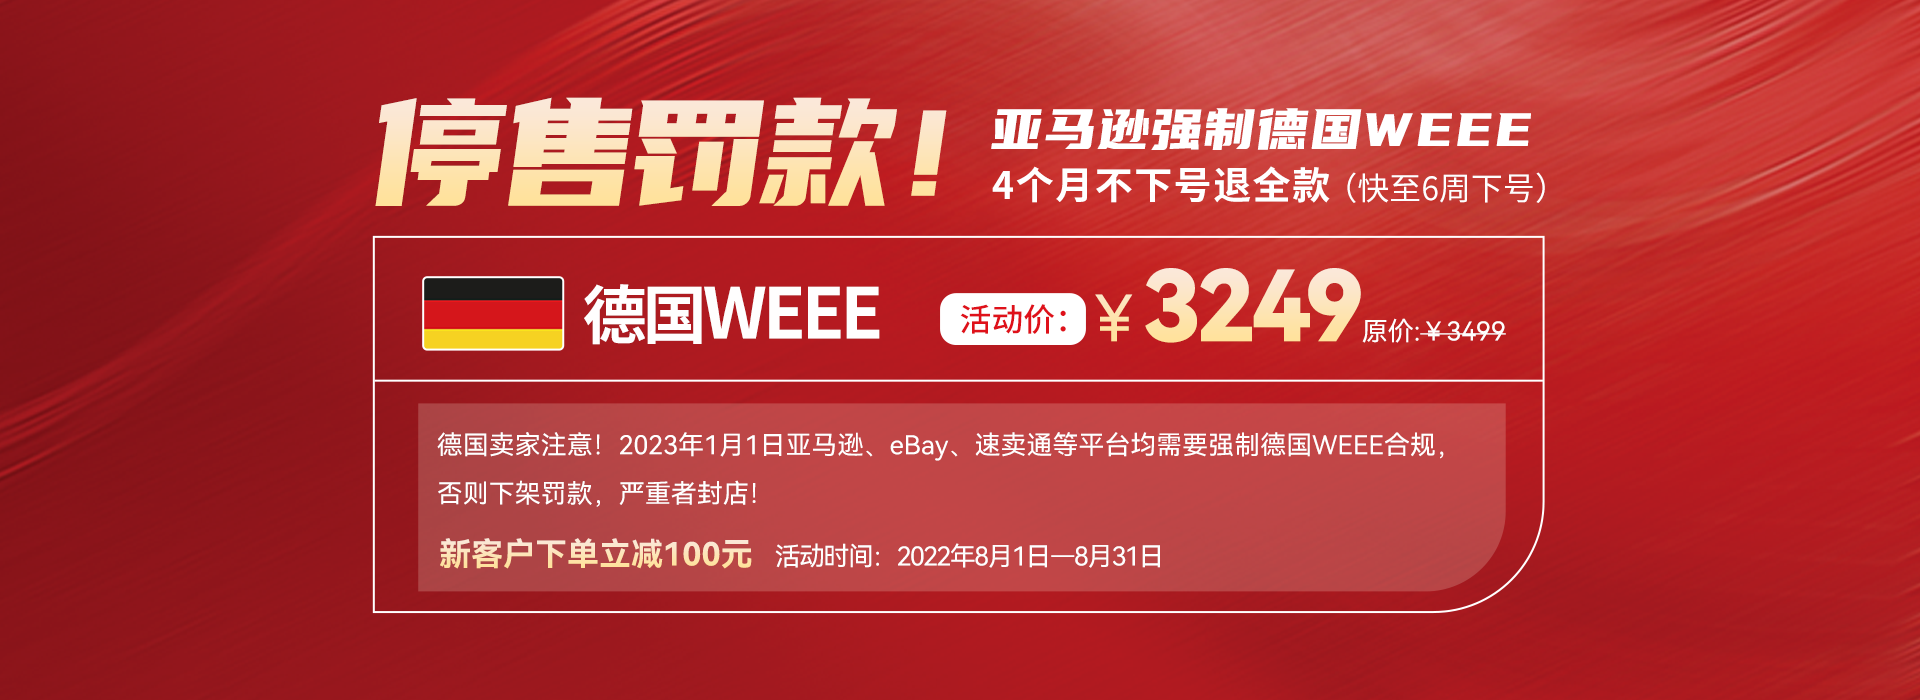 停售罚款！
亚马逊强制德国WEEE
4个月不下号退全款（快至6周下号）
德国WEEE
活动价：￥3249
原价:￥3499
德国卖家注意！2023年1月1日亚马逊、eBay、速卖通等平台均需要强制德国WEEE合规，
否则下架罚款，严重者封店！
新客户下单立减100元 活动时间：2022年8月1日—8月31日